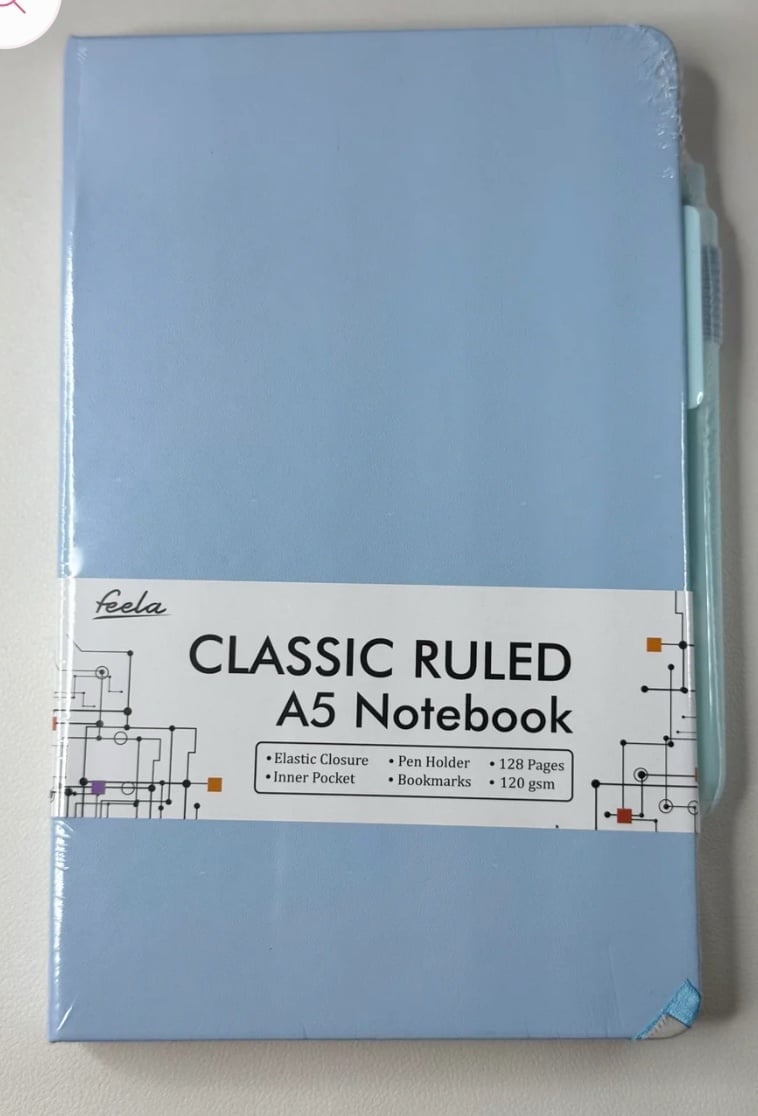 feela
CLASSIC RULED
A5 Notebook
• Elastic Closure • Pen Holder • 128 Pages
• Inner Pocket • Bookmarks • 120 gsm